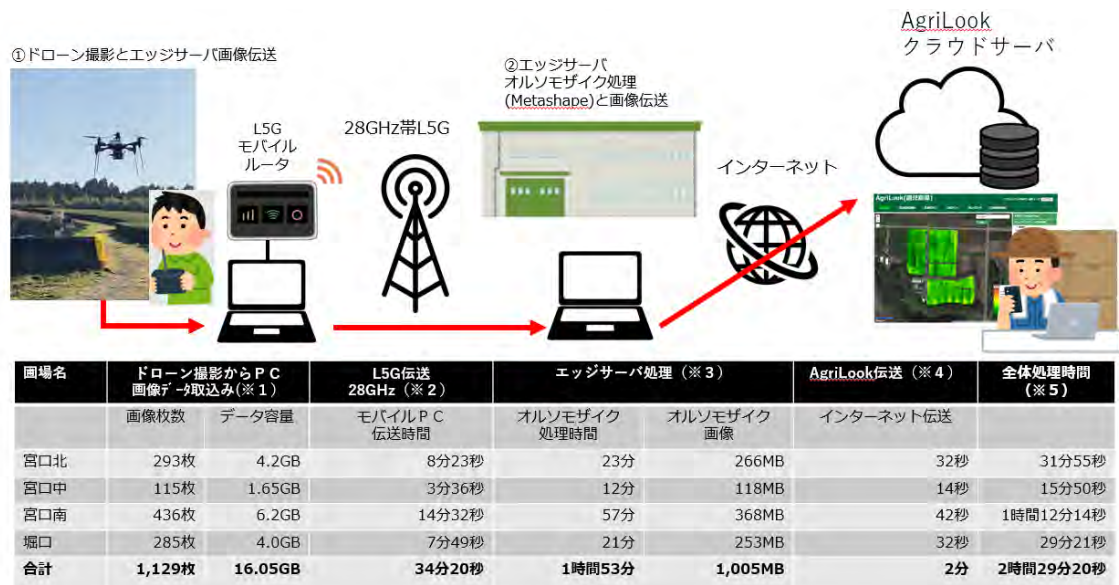 AgriLook
クラウドサーバ
①ドローン撮影とエッジサーバ画像伝送
②エッジサーバ
オルソモザイク処理
(Metashape)と画像伝送
L5G
モバイル
ルータ
28GHz帯L5G
インターネット
圃場名 ドローン撮影からＰＣ画像ﾃﾞｰﾀ取込み(※１) L5G伝送 28GHz（※２） エッジサーバ処理（※３） AgriLook伝送（※４） 全体処理時間（※５）
画像枚数 データ容量 モバイルＰＣ伝送時間 オルソモザイク処理時間 オルソモザイク画像 インターネット伝送
宮口北 293枚 4.2GB 8分23秒 23分 266MB 32秒 31分55秒
宮口中 115枚 1.65GB 3分36秒 12分 118MB 14秒 15分50秒
宮口南 436枚 6.2GB 14分32秒 57分 368MB 42秒 1時間12分14秒
堀口 285枚 4.0GB 7分49秒 21分 253MB 32秒 29分21秒
合計 1,129枚 16.05GB 34分20秒 1時間53分 1,005MB 2分 2時間29分20秒